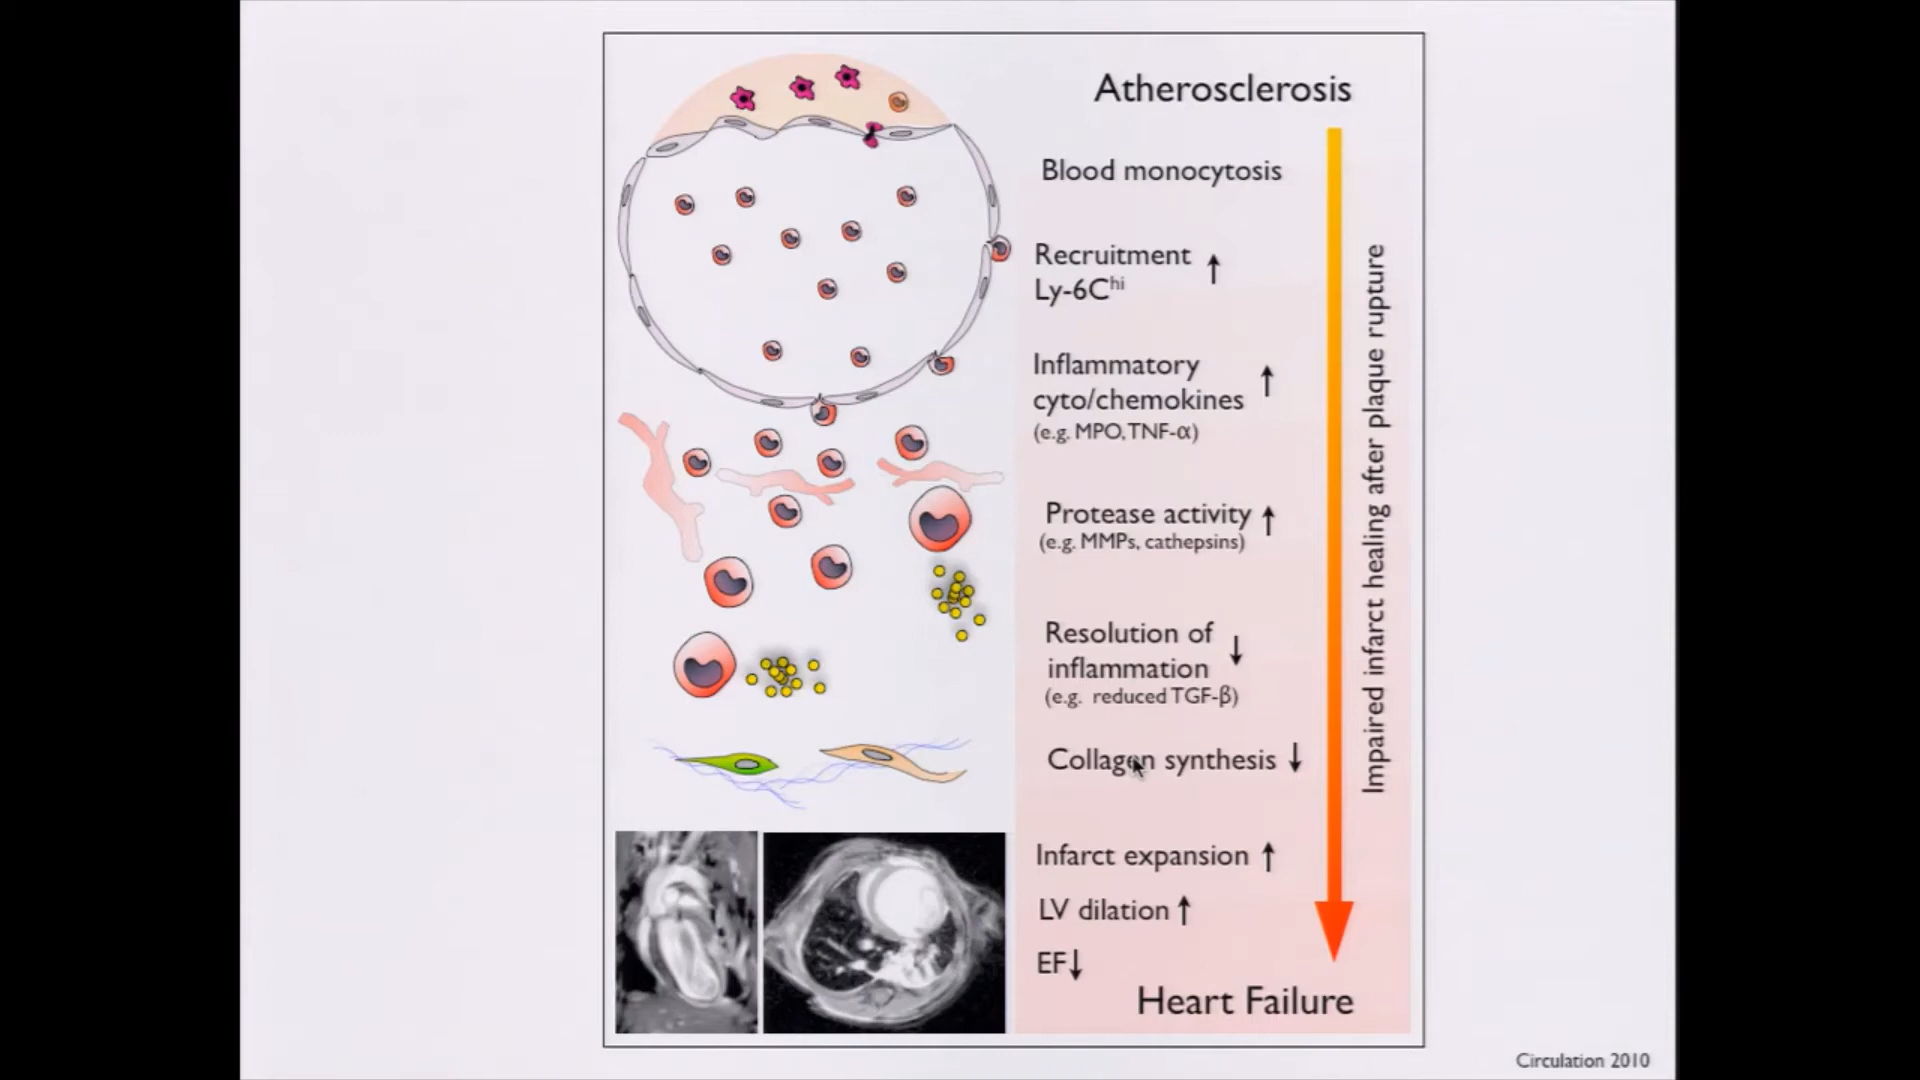 Atherosclerosis
Blood monocytosis
Recruitment ↑
Ly-6Chi
Inflammatory
cyto/chemokines ↑
(e.g. MPO, TNF-α)
Protease activity ↑
(e.g. MMPs, cathepsins)
Resolution of
inflammation ↓
(e.g. reduced TGF-β)
Collagen synthesis ↓
Infarct expansion ↑
LV dilation ↑
EF↓
Heart Failure
Impaired infarct healing after plaque rupture
Circulation 2010